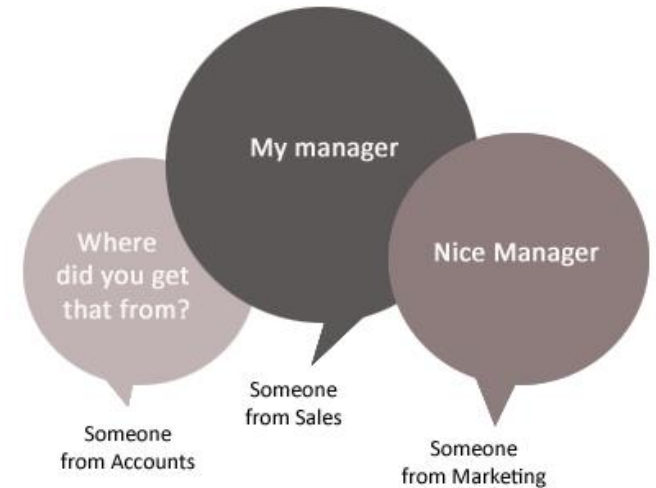 Where
did you get
that from?
Someone
from Accounts
My manager
Someone
from Sales
Nice Manager
Someone
from Marketing